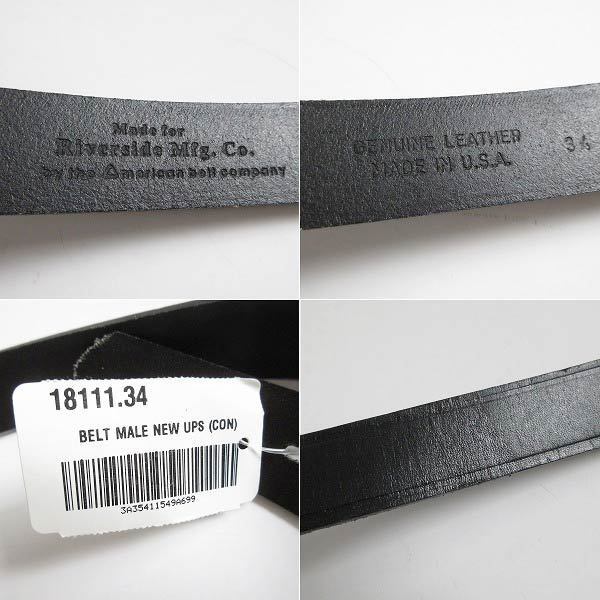 Made for
Riverside Mfg. Co.
by the American belt company
GENUINE LEATHER 34
MADE IN U.S.A.
18111.34
BELT MALE NEW UPS (CON)
3A35411549A699